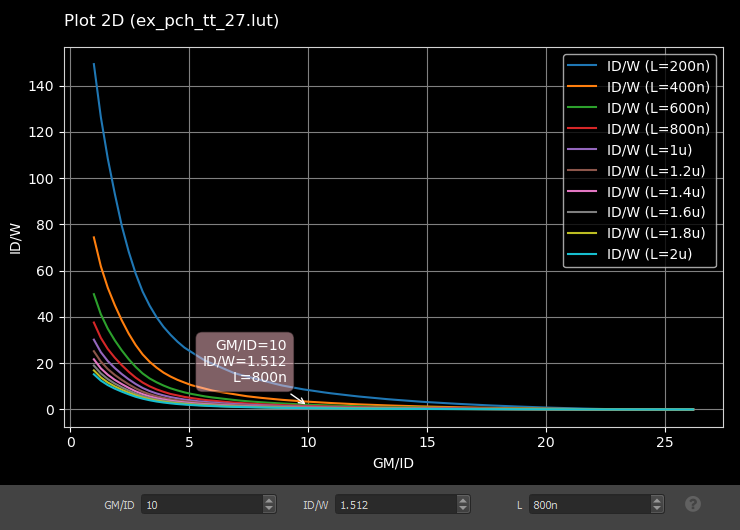 Plot 2D (ex_pch_tt_27.lut)
ID/W (L=200n)
ID/W (L=400n)
ID/W (L=600n)
ID/W (L=800n)
ID/W (L=1u)
ID/W (L=1.2u)
ID/W (L=1.4u)
ID/W (L=1.6u)
ID/W (L=1.8u)
ID/W (L=2u)
140
120
100
80
60
40
20
0
ID/W
GM/ID=10
ID/W=1.512
L=800n
0 5 10 15 20 25
GM/ID
GM/ID 10 ID/W 1.512 L 800n ?